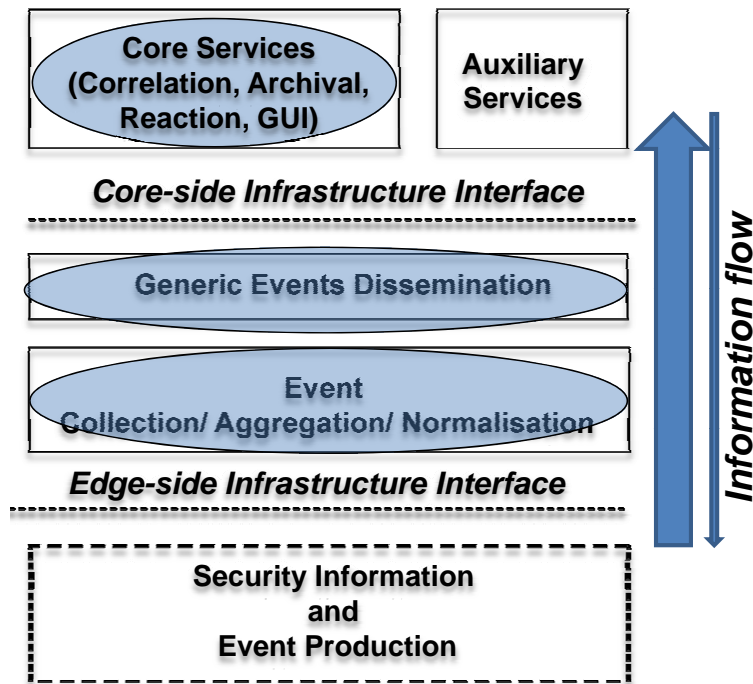 Core Services
(Correlation, Archival,
Reaction, GUI)
Auxiliary
Services
Core-side Infrastructure Interface
Generic Events Dissemination
Event
Collection/ Aggregation/ Normalisation
Edge-side Infrastructure Interface
Security Information
and
Event Production
Information flow